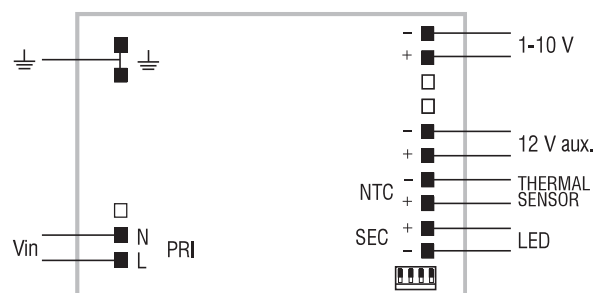 − 1-10 V
+
− 12 V aux.
+
NTC − THERMAL
+ SENSOR
SEC + LED
−
Vin N PRI
L